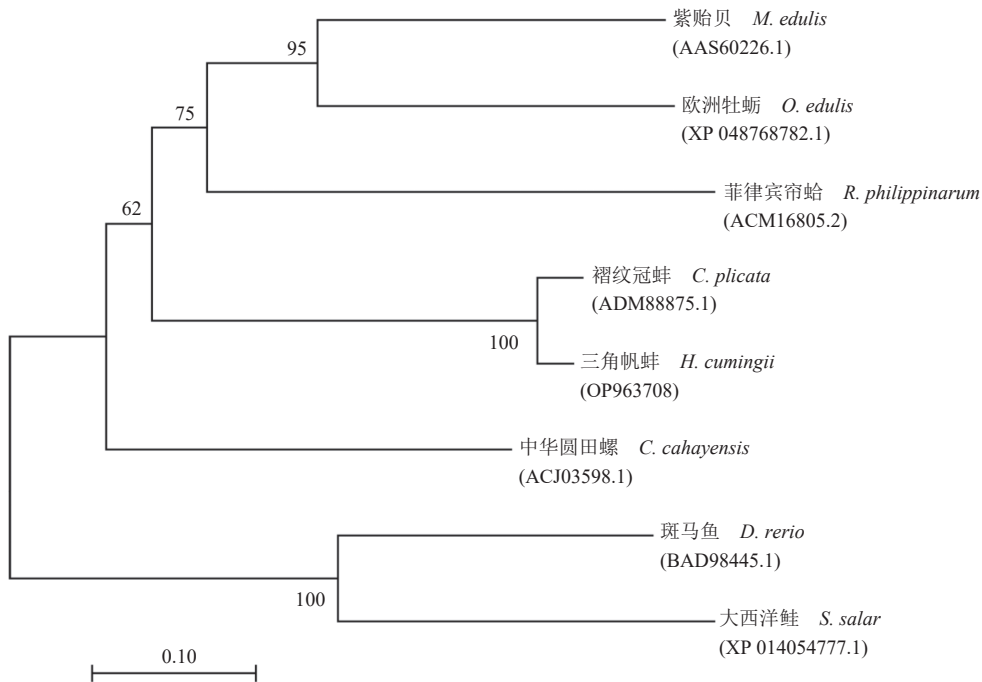 紫贻贝 M. edulis
(AAS60226.1)
95
欧洲牡蛎 O. edulis
(XP 048768782.1)
75
菲律宾帘蛤 R. philippinarum
(ACM16805.2)
62
褶纹冠蚌 C. plicata
(ADM88875.1)
100
三角帆蚌 H. cumingii
(OP963708)
中华圆田螺 C. cahayensis
(ACJ03598.1)
斑马鱼 D. rerio
(BAD98445.1)
100
大西洋鲑 S. salar
(XP 014054777.1)
0.10